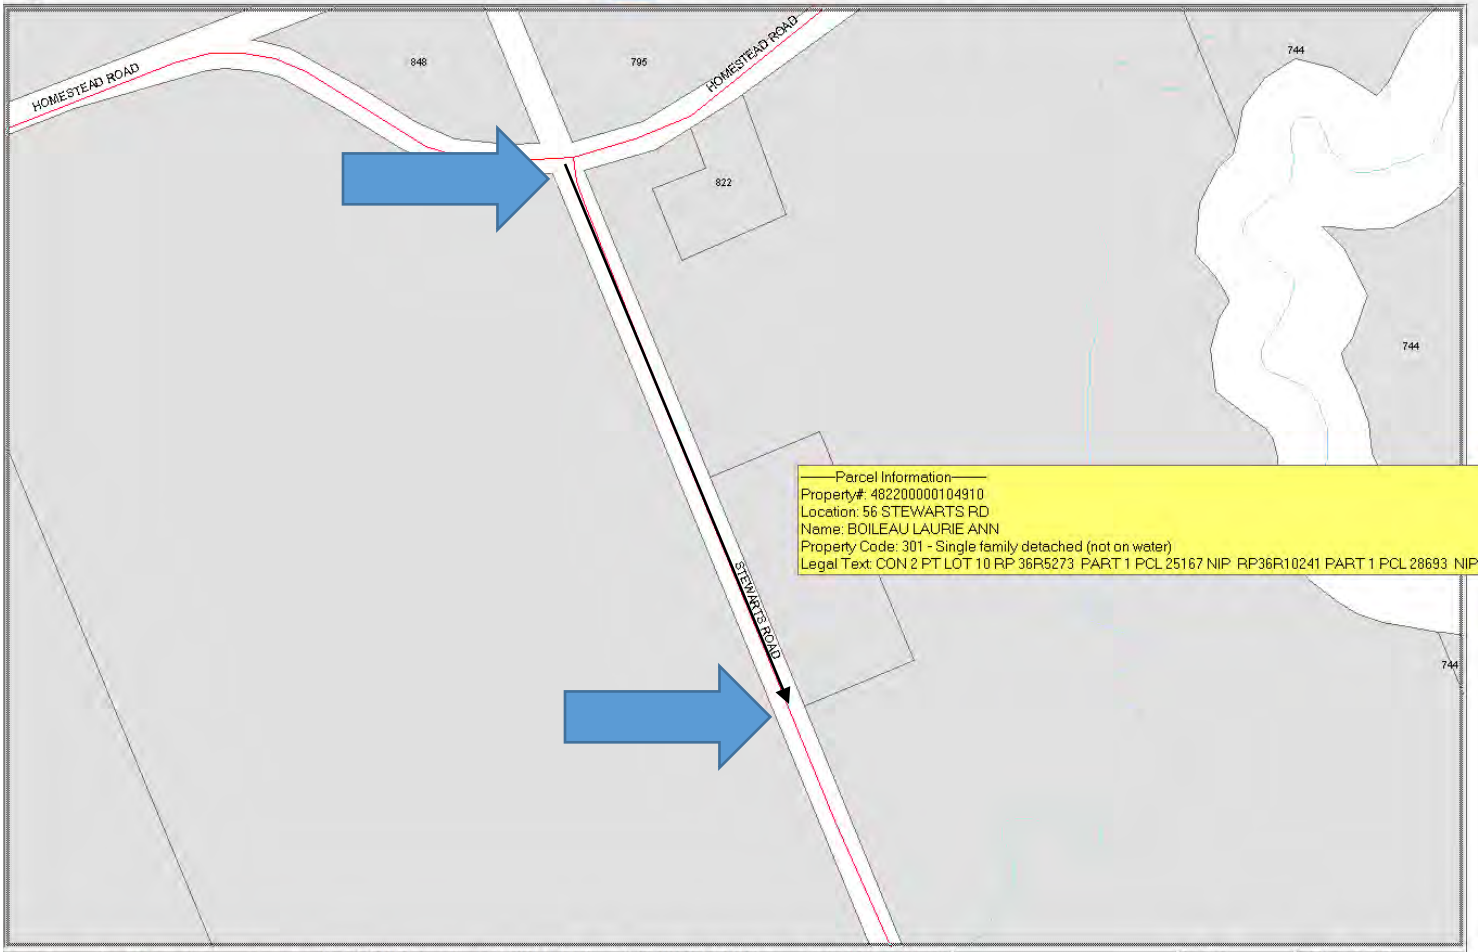 HOMESTEAD ROAD
848
795
HOMESTEAD ROAD
744
822
744
Parcel Information
Property#: 482200000104910
Location: 56 STEWARTS RD
Name: BOILEAU LAURIE ANN
Property Code: 301 - Single family detached (not on water)
Legal Text: CON 2 PT LOT 10 RP 36R5273 PART 1 PCL 25167 NIP RP36R10241 PART 1 PCL 28693 NIP
STEWARTS ROAD
744